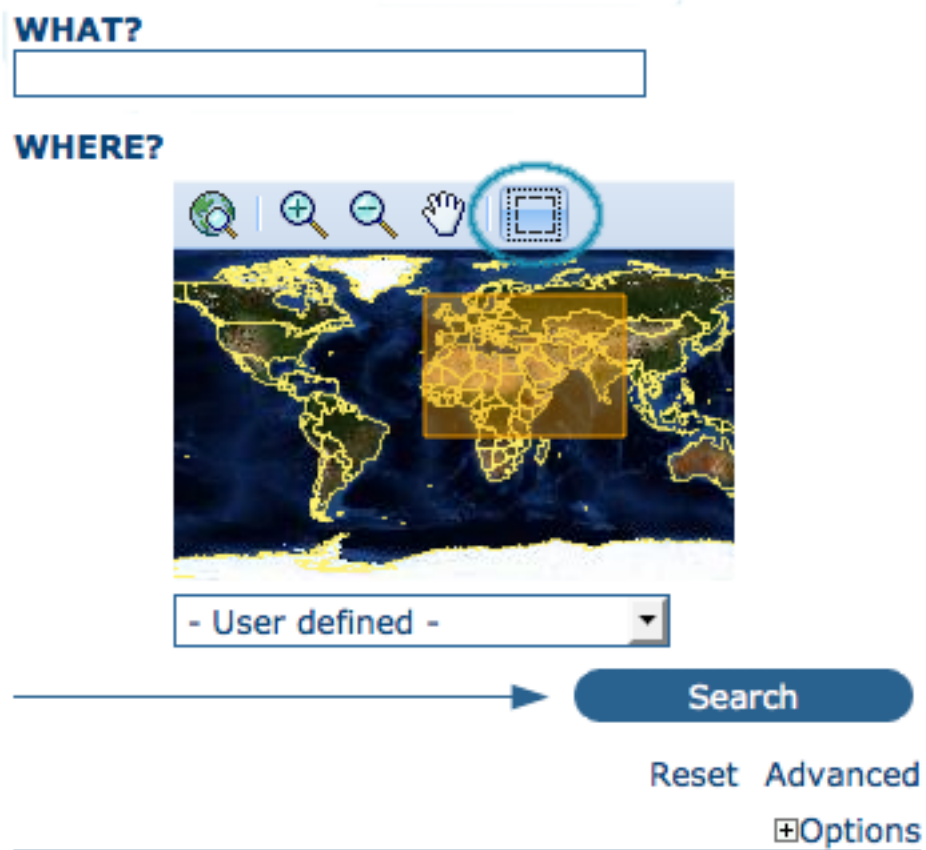 WHAT?
WHERE?
- User defined -
Search
Reset Advanced
Options